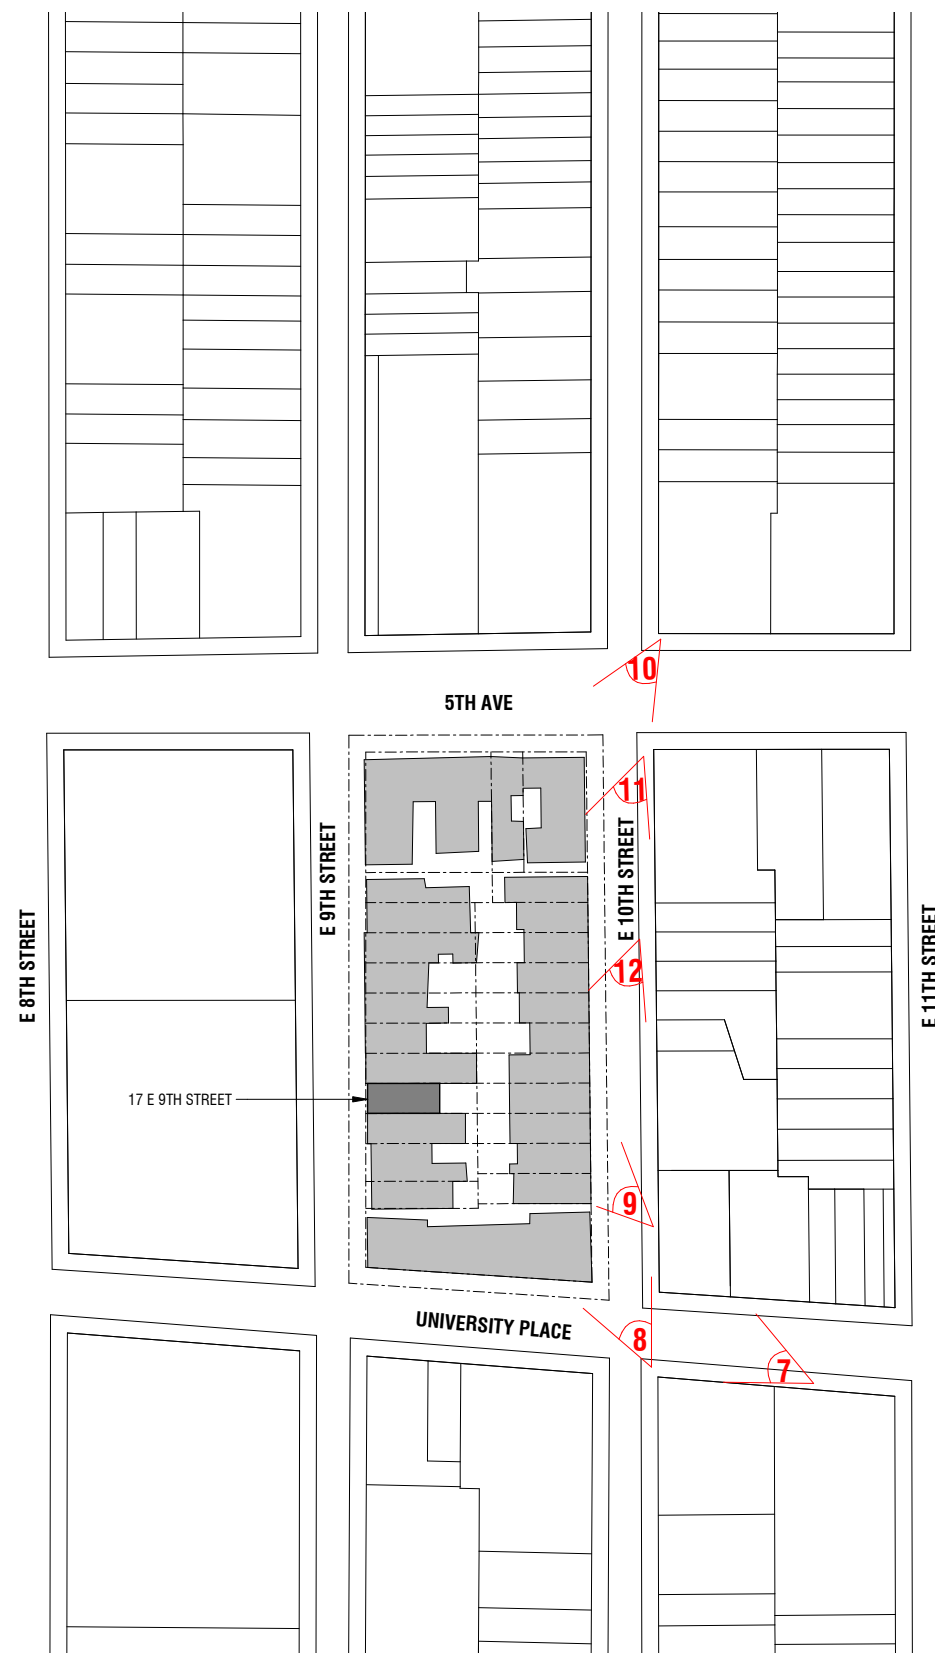 10
5TH AVE
11
E 9TH STREET
E 10TH STREET
E 8TH STREET
E 11TH STREET
12
17 E 9TH STREET
9
UNIVERSITY PLACE
8
7